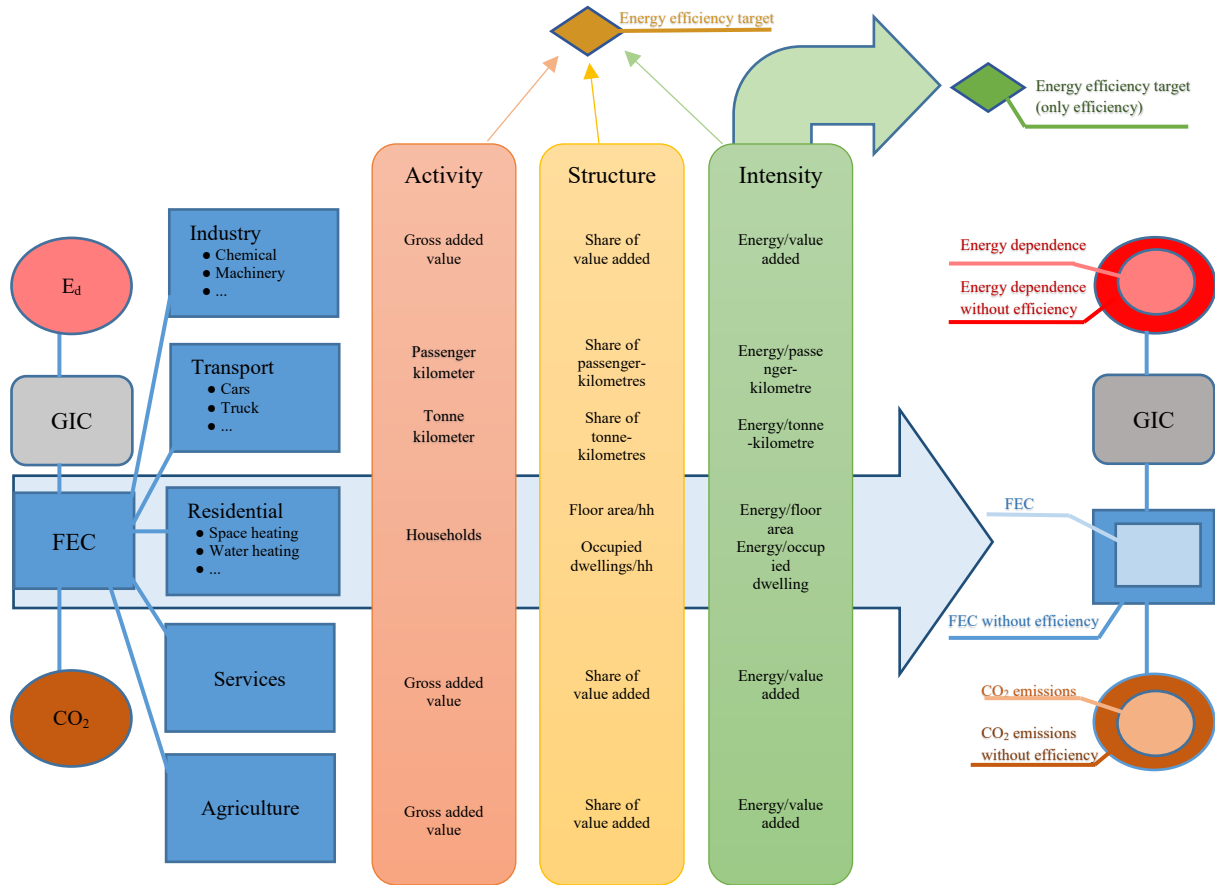 Energy efficiency target
Energy efficiency target
(only efficiency)
E_d
GIC
FEC
CO₂
Industry
● Chemical
● Machinery
● ...
Transport
● Cars
● Truck
● ...
Residential
● Space heating
● Water heating
● ...
Services
Agriculture
Activity
Gross added
value
Passenger
kilometer
Tonne
kilometer
Households
Gross added
value
Gross added
value
Structure
Share of
value added
Share of
passenger-
kilometres
Share of
tonne-
kilometres
Floor area/hh
Occupied
dwellings/hh
Share of
value added
Share of
value added
Intensity
Energy/value
added
Energy/passe
nger-
kilometre
Energy/tonne
-kilometre
Energy/floor
area
Energy/occup
ied
dwelling
Energy/value
added
Energy/value
added
Energy dependence
Energy dependence
without efficiency
GIC
FEC
FEC without efficiency
CO₂ emissions
CO₂ emissions
without efficiency